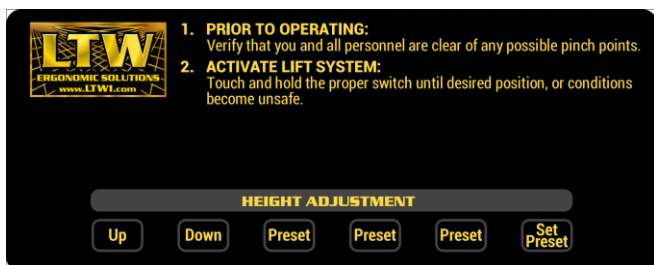 LTW
ERGONOMIC SOLUTIONS
www.LTW1.com
1. PRIOR TO OPERATING:
Verify that you and all personnel are clear of any possible pinch points.
2. ACTIVATE LIFT SYSTEM:
Touch and hold the proper switch until desired position, or conditions
become unsafe.
HEIGHT ADJUSTMENT
Up
Down
Preset
Preset
Preset
Set
Preset